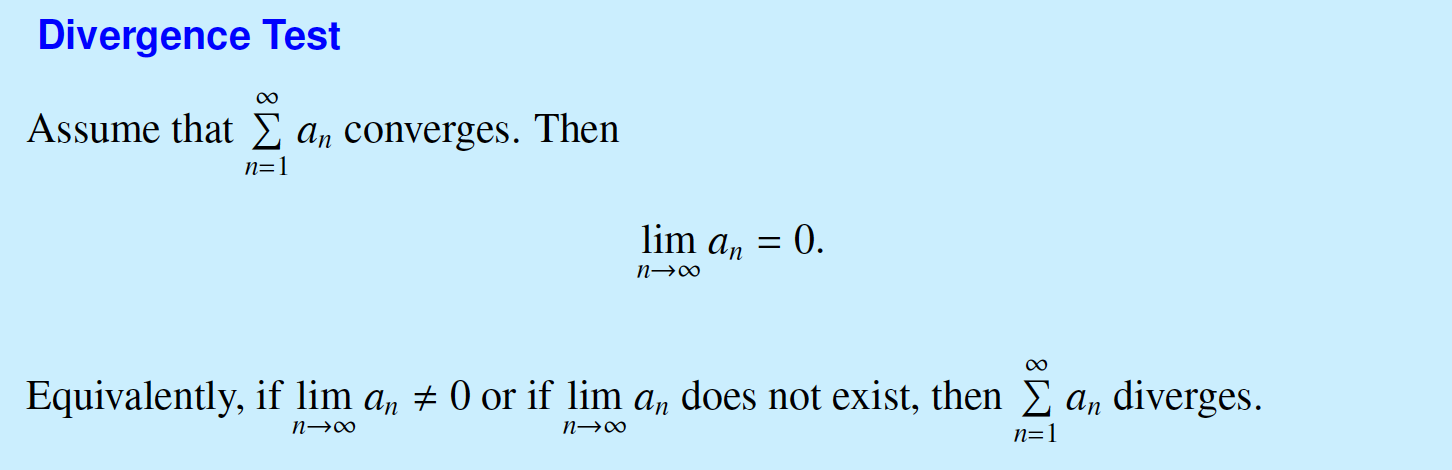 Divergence Test
Assume that ∑_{n=1}^{∞} a_n converges. Then
lim_{n→∞} a_n = 0.
Equivalently, if lim_{n→∞} a_n ≠ 0 or if lim_{n→∞} a_n does not exist, then ∑_{n=1}^{∞} a_n diverges.